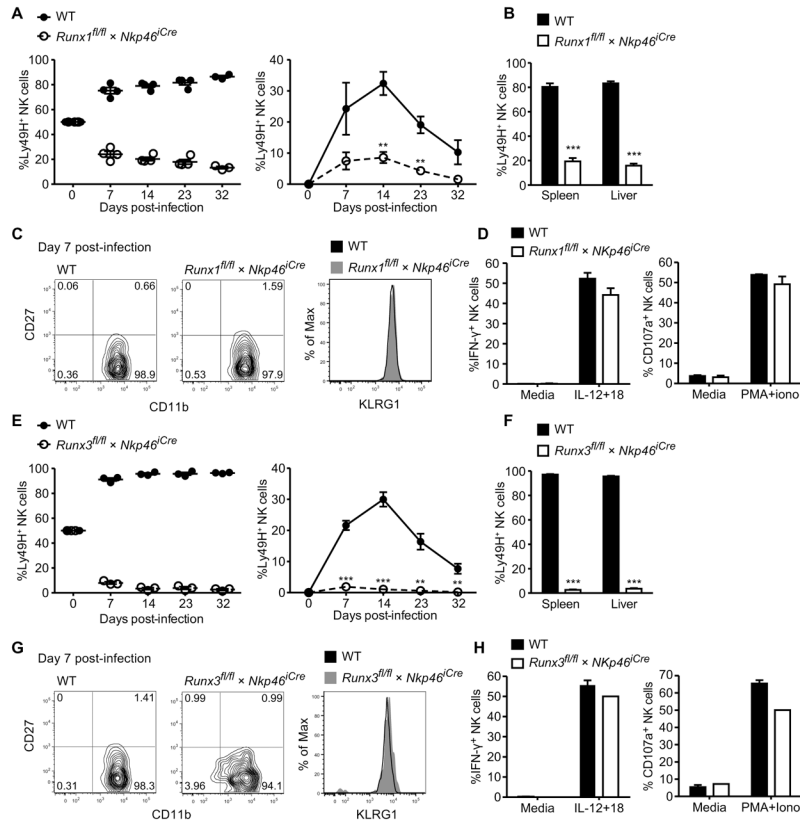 A
WT
Runx1fl/fl × Nkp46iCre
%Ly49H+ NK cells
100
80
60
40
20
0
0 7 14 23 32
Days post-infection
%Ly49H+ NK cells
40
30
20
10
0
** **
0 7 14 23 32
Days post-infection
B
WT
Runx1fl/fl × Nkp46iCre
%Ly49H+ NK cells
100
80
60
40
20
0
*** ***
Spleen Liver
C
Day 7 post-infection
WT
Runx1fl/fl × Nkp46iCre
0.06 0.66
0.36 98.9
0 1.59
0.53 97.9
CD27
CD11b
WT
Runx1fl/fl × Nkp46iCre
% of Max
100
80
60
40
20
0
KLRG1
D
WT
Runx1fl/fl × NKp46iCre
%IFN-γ+ NK cells
60
50
40
30
20
10
0
Media IL-12+18
% CD107a+ NK cells
60
50
40
30
20
10
0
Media PMA+iono
E
WT
Runx3fl/fl × Nkp46iCre
%Ly49H+ NK cells
100
80
60
40
20
0
0 7 14 23 32
Days post-infection
%Ly49H+ NK cells
40
30
20
10
0
*** *** ** **
0 7 14 23 32
Days post-infection
F
WT
Runx3fl/fl × Nkp46iCre
%Ly49H+ NK cells
100
80
60
40
20
0
*** ***
Spleen Liver
G
Day 7 post-infection
WT
Runx3fl/fl × Nkp46iCre
0 1.41
0.31 98.3
0.99 0.99
3.96 94.1
CD27
CD11b
WT
Runx3fl/fl × Nkp46iCre
% of Max
100
80
60
40
20
0
KLRG1
H
WT
Runx3fl/fl × NKp46iCre
%IFN-γ+ NK cells
60
50
40
30
20
10
0
Media IL-12+18
% CD107a+ NK cells
70
60
50
40
30
20
10
0
Media PMA+Iono